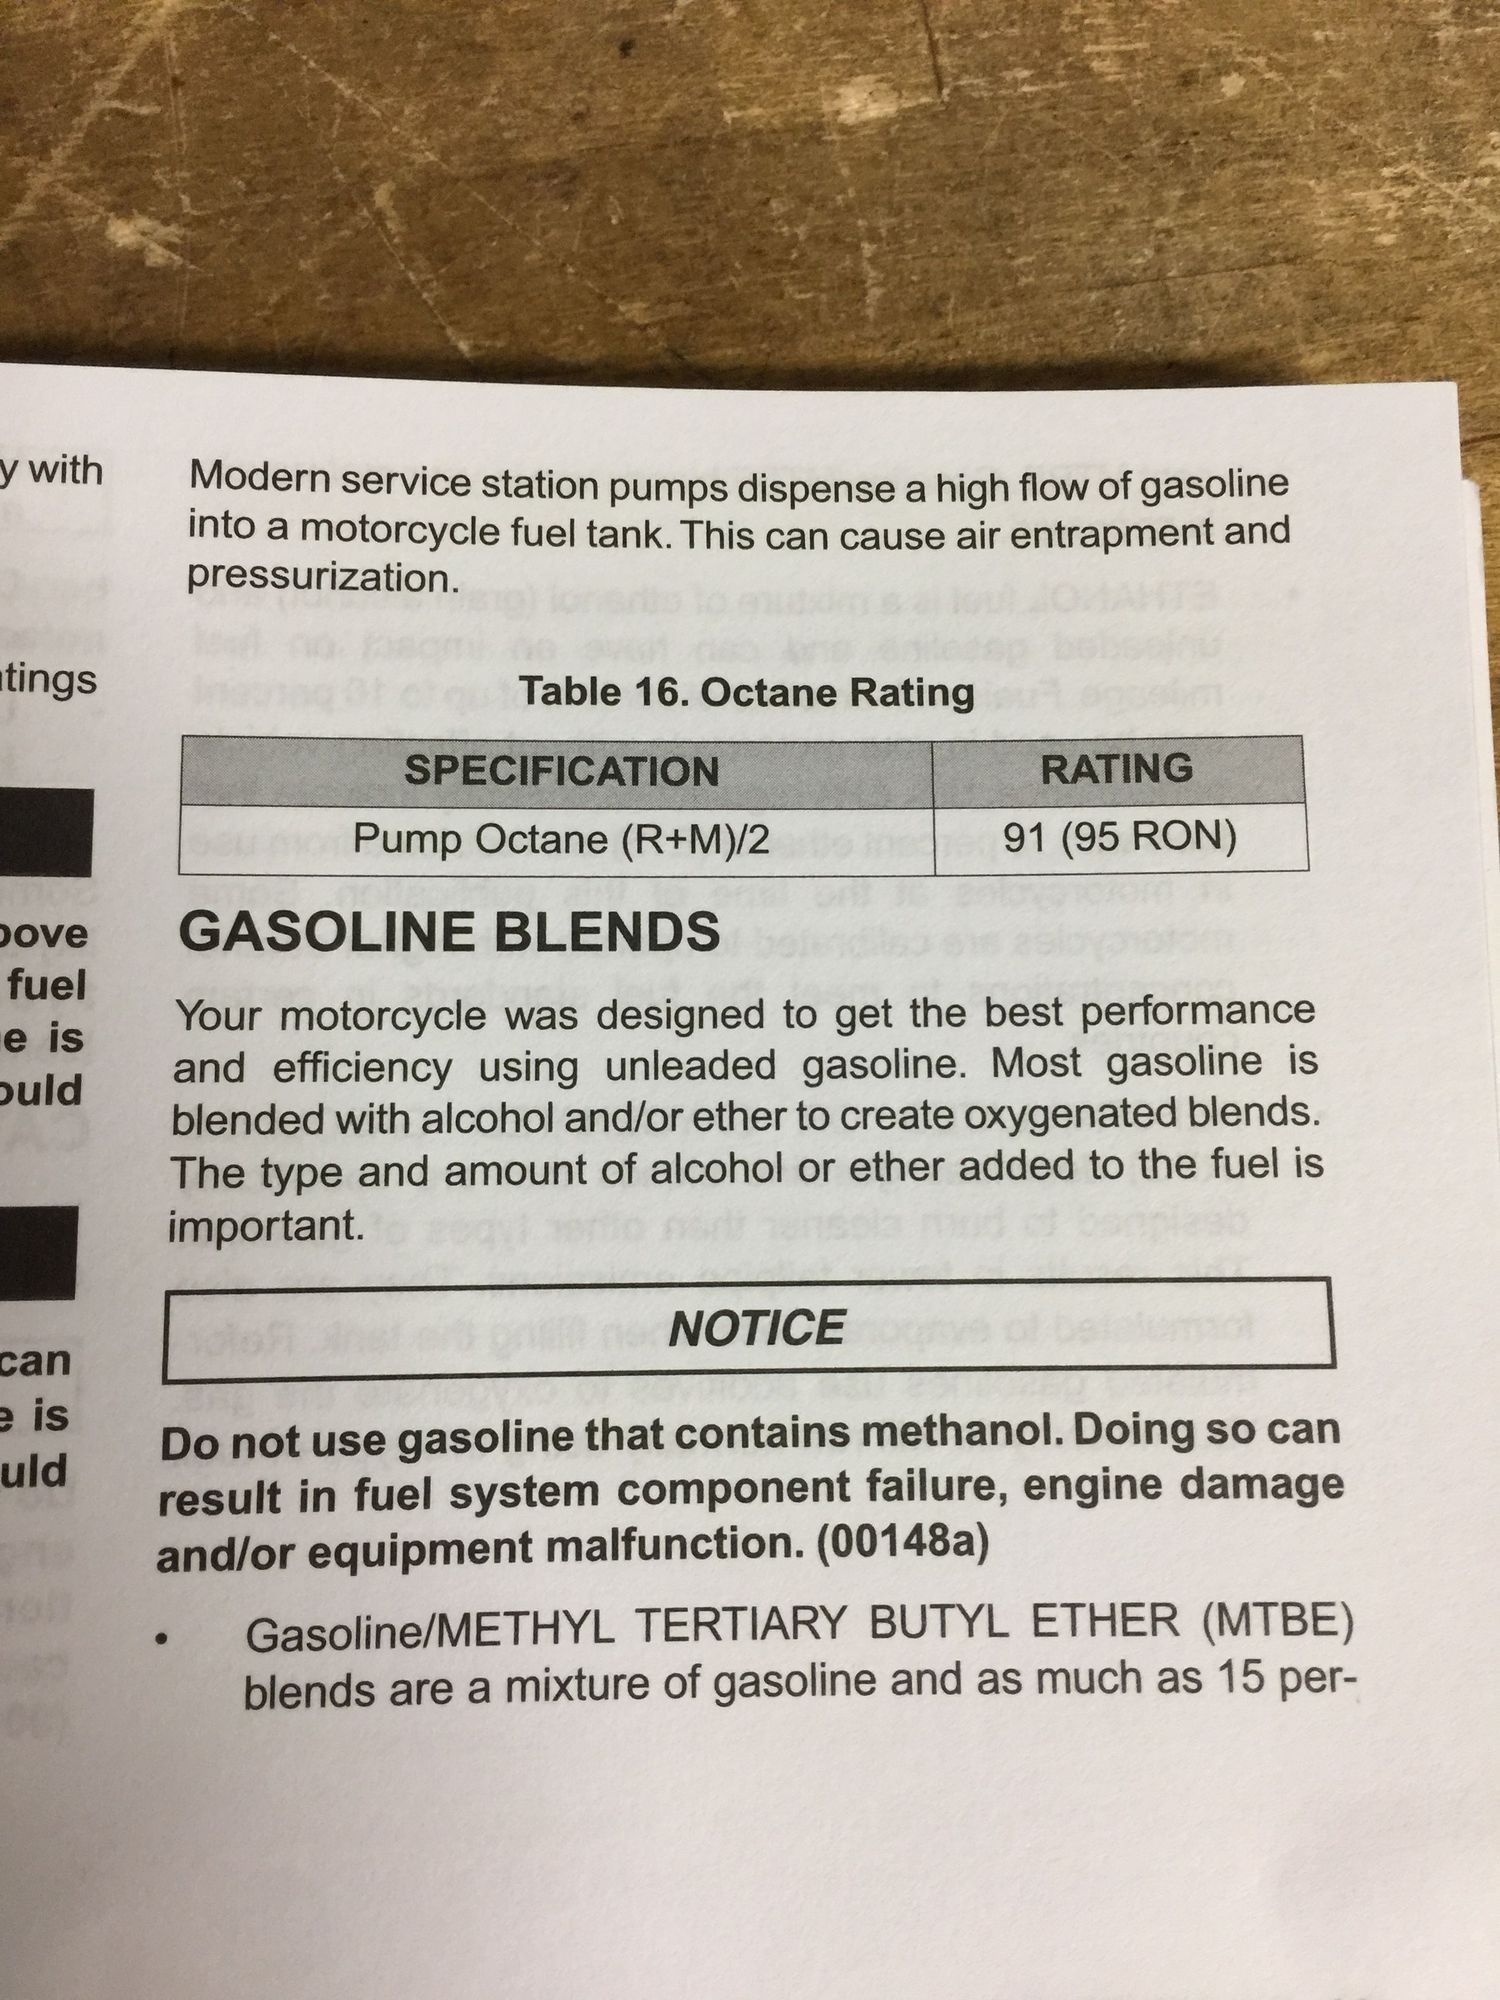 y with
tings
fuel
e is
can
e is
Modern service station pumps dispense a high flow of gasoline
into a motorcycle fuel tank. This can cause air entrapment and
pressurization.
Table 16. Octane Rating
SPECIFICATION RATING
Pump Octane (R+M)/2 91 (95 RON)
GASOLINE BLENDS
Your motorcycle was designed to get the best performance
and efficiency using unleaded gasoline. Most gasoline is
blended with alcohol and/or ether to create oxygenated blends.
The type and amount of alcohol or ether added to the fuel is
important.
NOTICE
Do not use gasoline that contains methanol. Doing so can
result in fuel system component failure, engine damage
and/or equipment malfunction. (00148a)
• Gasoline/METHYL TERTIARY BUTYL ETHER (MTBE)
blends are a mixture of gasoline and as much as 15 per-